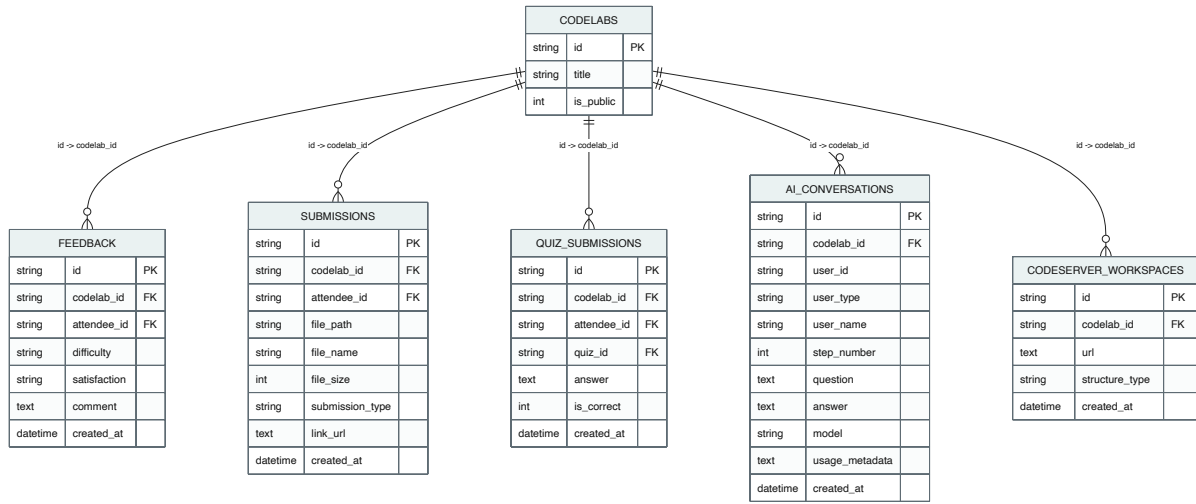 CODELABS
string id PK
string title
int is_public
id -> codelab_id
id -> codelab_id
id -> codelab_id
id -> codelab_id
id -> codelab_id
FEEDBACK
string id PK
string codelab_id FK
string attendee_id FK
string difficulty
string satisfaction
text comment
datetime created_at
SUBMISSIONS
string id PK
string codelab_id FK
string attendee_id FK
string file_path
string file_name
int file_size
string submission_type
text link_url
datetime created_at
QUIZ_SUBMISSIONS
string id PK
string codelab_id FK
string attendee_id FK
string quiz_id FK
text answer
int is_correct
datetime created_at
AI_CONVERSATIONS
string id PK
string codelab_id FK
string user_id
string user_type
string user_name
int step_number
text question
text answer
string model
text usage_metadata
datetime created_at
CODESERVER_WORKSPACES
string id PK
string codelab_id FK
text url
string structure_type
datetime created_at